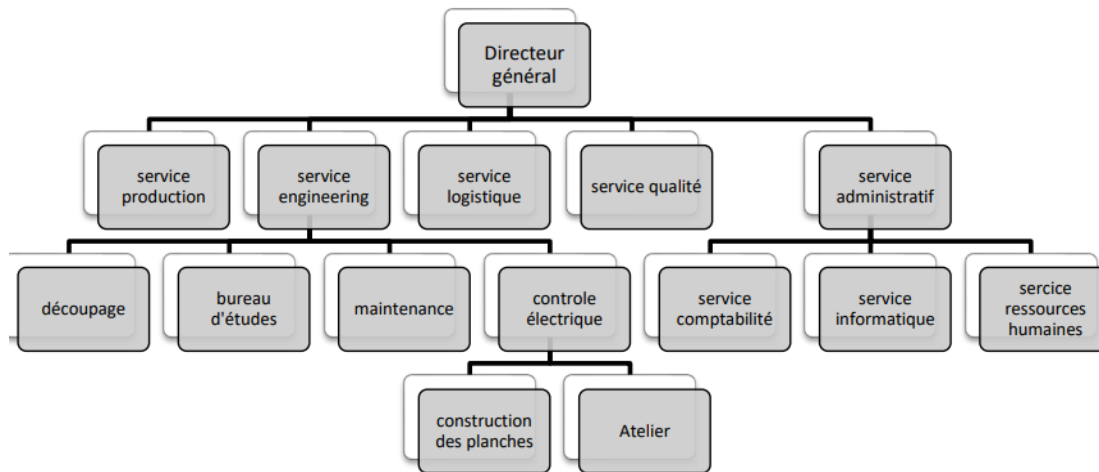 Directeur
général
service
production
service
engineering
service
logistique
service qualité
service
administratif
découpage
bureau
d'études
maintenance
controle
électrique
service
comptabilité
service
informatique
sercice
ressources
humaines
construction
des planches
Atelier